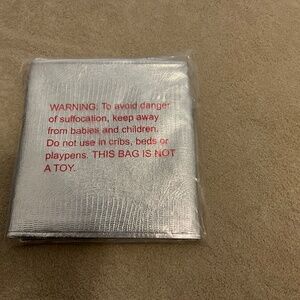 WARNING: To avoid danger
of suffocation, keep away
from babies and children.
Do not use in cribs, beds or
playpens. THIS BAG IS NOT
A TOY.